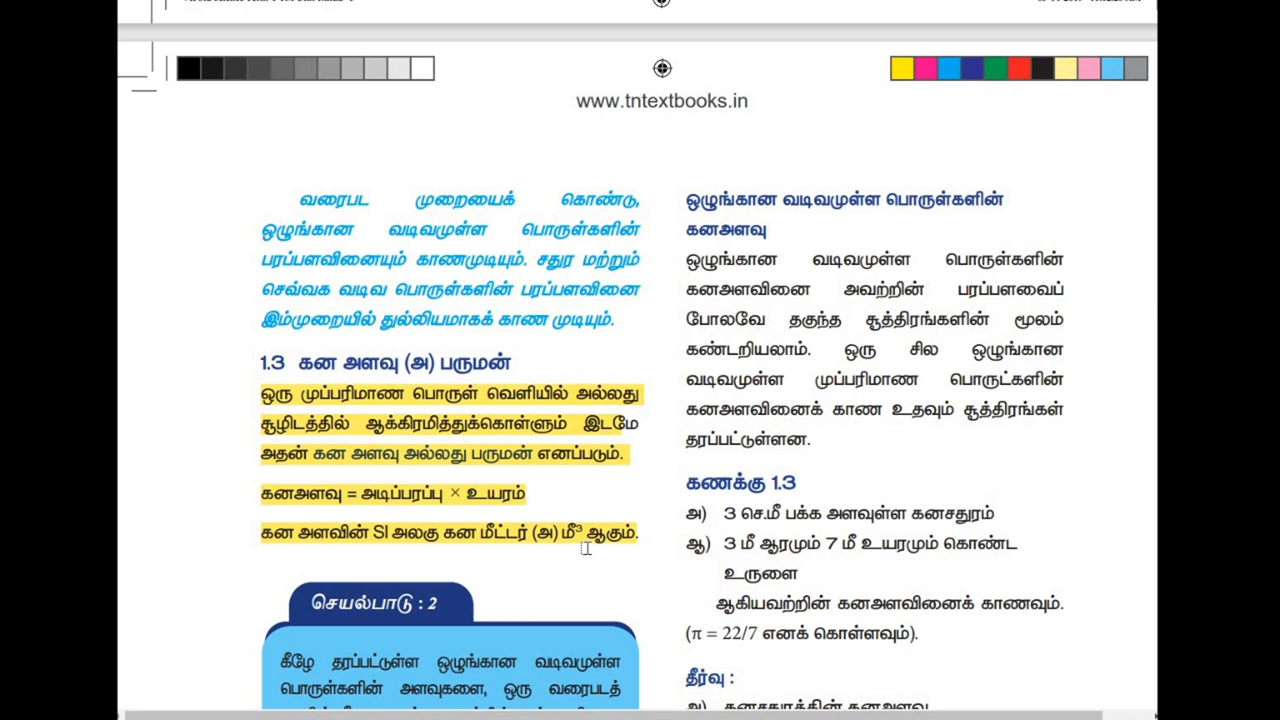 www.tntextbooks.in
வரைபட முறையைக் கொண்டு,
ஒழுங்கான வடிவமுள்ள பொருள்களின்
பரப்பளவினையும் காணமுடியும். சதுர மற்றும்
செவ்வக வடிவ பொருள்களின் பரப்பளவினை
இம்முறையில் துல்லியமாகக் காண முடியும்.
1.3 கன அளவு (அ) பருமன்
ஒரு முப்பரிமாண பொருள் வெளியில் அல்லது
சூழிடத்தில் ஆக்கிரமித்துக்கொள்ளும் இடமே
அதன் கன அளவு அல்லது பருமன் எனப்படும்.
கனஅளவு = அடிப்பரப்பு × உயரம்
கன அளவின் SI அலகு கன மீட்டர் (அ) மீ³ ஆகும்.
செயல்பாடு : 2
கீழே தரப்பட்டுள்ள ஒழுங்கான வடிவமுள்ள
பொருள்களின் அளவுகளை, ஒரு வரைபடத்
ஒழுங்கான வடிவமுள்ள பொருள்களின்
கனஅளவு
ஒழுங்கான வடிவமுள்ள பொருள்களின்
கனஅளவினை அவற்றின் பரப்பளவைப்
போலவே தகுந்த சூத்திரங்களின் மூலம்
கண்டறியலாம். ஒரு சில ஒழுங்கான
வடிவமுள்ள முப்பரிமாண பொருட்களின்
கனஅளவினைக் காண உதவும் சூத்திரங்கள்
தரப்பட்டுள்ளன.
கணக்கு 1.3
அ) 3 செ.மீ பக்க அளவுள்ள கனசதுரம்
ஆ) 3 மீ ஆரமும் 7 மீ உயரமும் கொண்ட
உருளை
ஆகியவற்றின் கனஅளவினைக் காணவும்.
(π = 22/7 எனக் கொள்ளவும்).
தீர்வு :
அ) கனசதுரத்தின் கனஅளவு